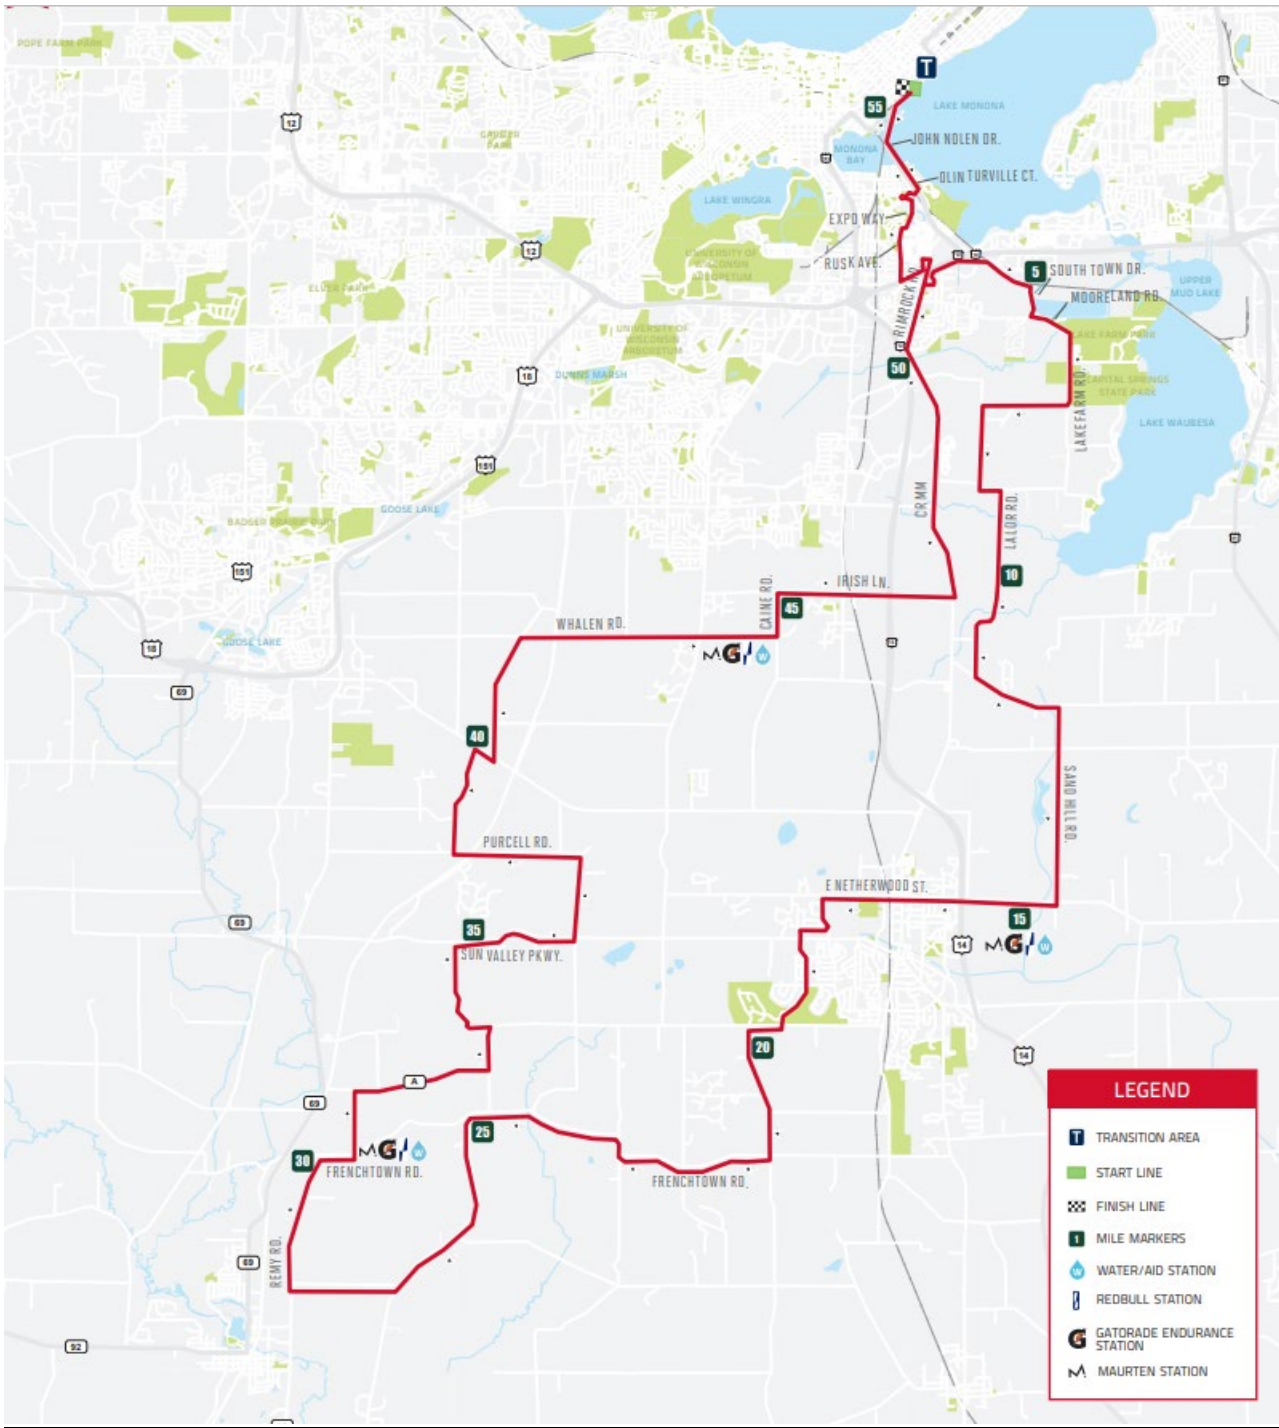 POPE FARM PARK
T
LAKE MONONA
55
12
JOHN NOLEN DR.
MONONA
BAY
OLIN TURVILLE CT.
LAKE WINGRA
EXPO WAY
12
UNIVERSITY OF
WISCONSIN
ARBORETUM
RUSK AVE.
5
SOUTH TOWN DR.
UPPER
MUD LAKE
MOORELAND RD.
ELVER PARK
RIMROCK RD
UNIVERSITY OF
WISCONSIN
ARBORETUM
LAKE FARM PARK
50
18
DUNNS MARSH
CAPITAL SPRINGS
STATE PARK
LAKE FARM RD.
LAKE WAUBESA
151
CR MM
GOOSE LAKE
BADGER PRAIRIE PARK
LALOR RD.
151
10
IRISH LN.
CAINE RD.
45
WHALEN RD.
GOOSE LAKE
18
W
69
40
SAND HILL RD.
PURCELL RD.
E NETHERWOOD ST.
15
69
35
14
W
SUN VALLEY PKWY.
20
14
A
69
25
LEGEND
T TRANSITION AREA
START LINE
FINISH LINE
1 MILE MARKERS
W WATER/AID STATION
REDBULL STATION
G GATORADE ENDURANCE
STATION
MAURTEN STATION
W
30
FRENCHTOWN RD.
FRENCHTOWN RD.
REMY RD.
69
92